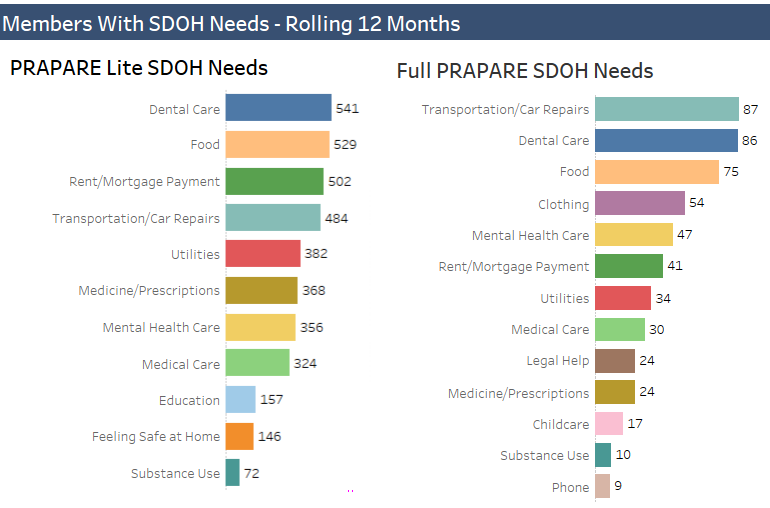 Members With SDOH Needs - Rolling 12 Months
PRAPARE Lite SDOH Needs
Dental Care 541
Food 529
Rent/Mortgage Payment 502
Transportation/Car Repairs 484
Utilities 382
Medicine/Prescriptions 368
Mental Health Care 356
Medical Care 324
Education 157
Feeling Safe at Home 146
Substance Use 72
Full PRAPARE SDOH Needs
Transportation/Car Repairs 87
Dental Care 86
Food 75
Clothing 54
Mental Health Care 47
Rent/Mortgage Payment 41
Utilities 34
Medical Care 30
Legal Help 24
Medicine/Prescriptions 24
Childcare 17
Substance Use 10
Phone 9